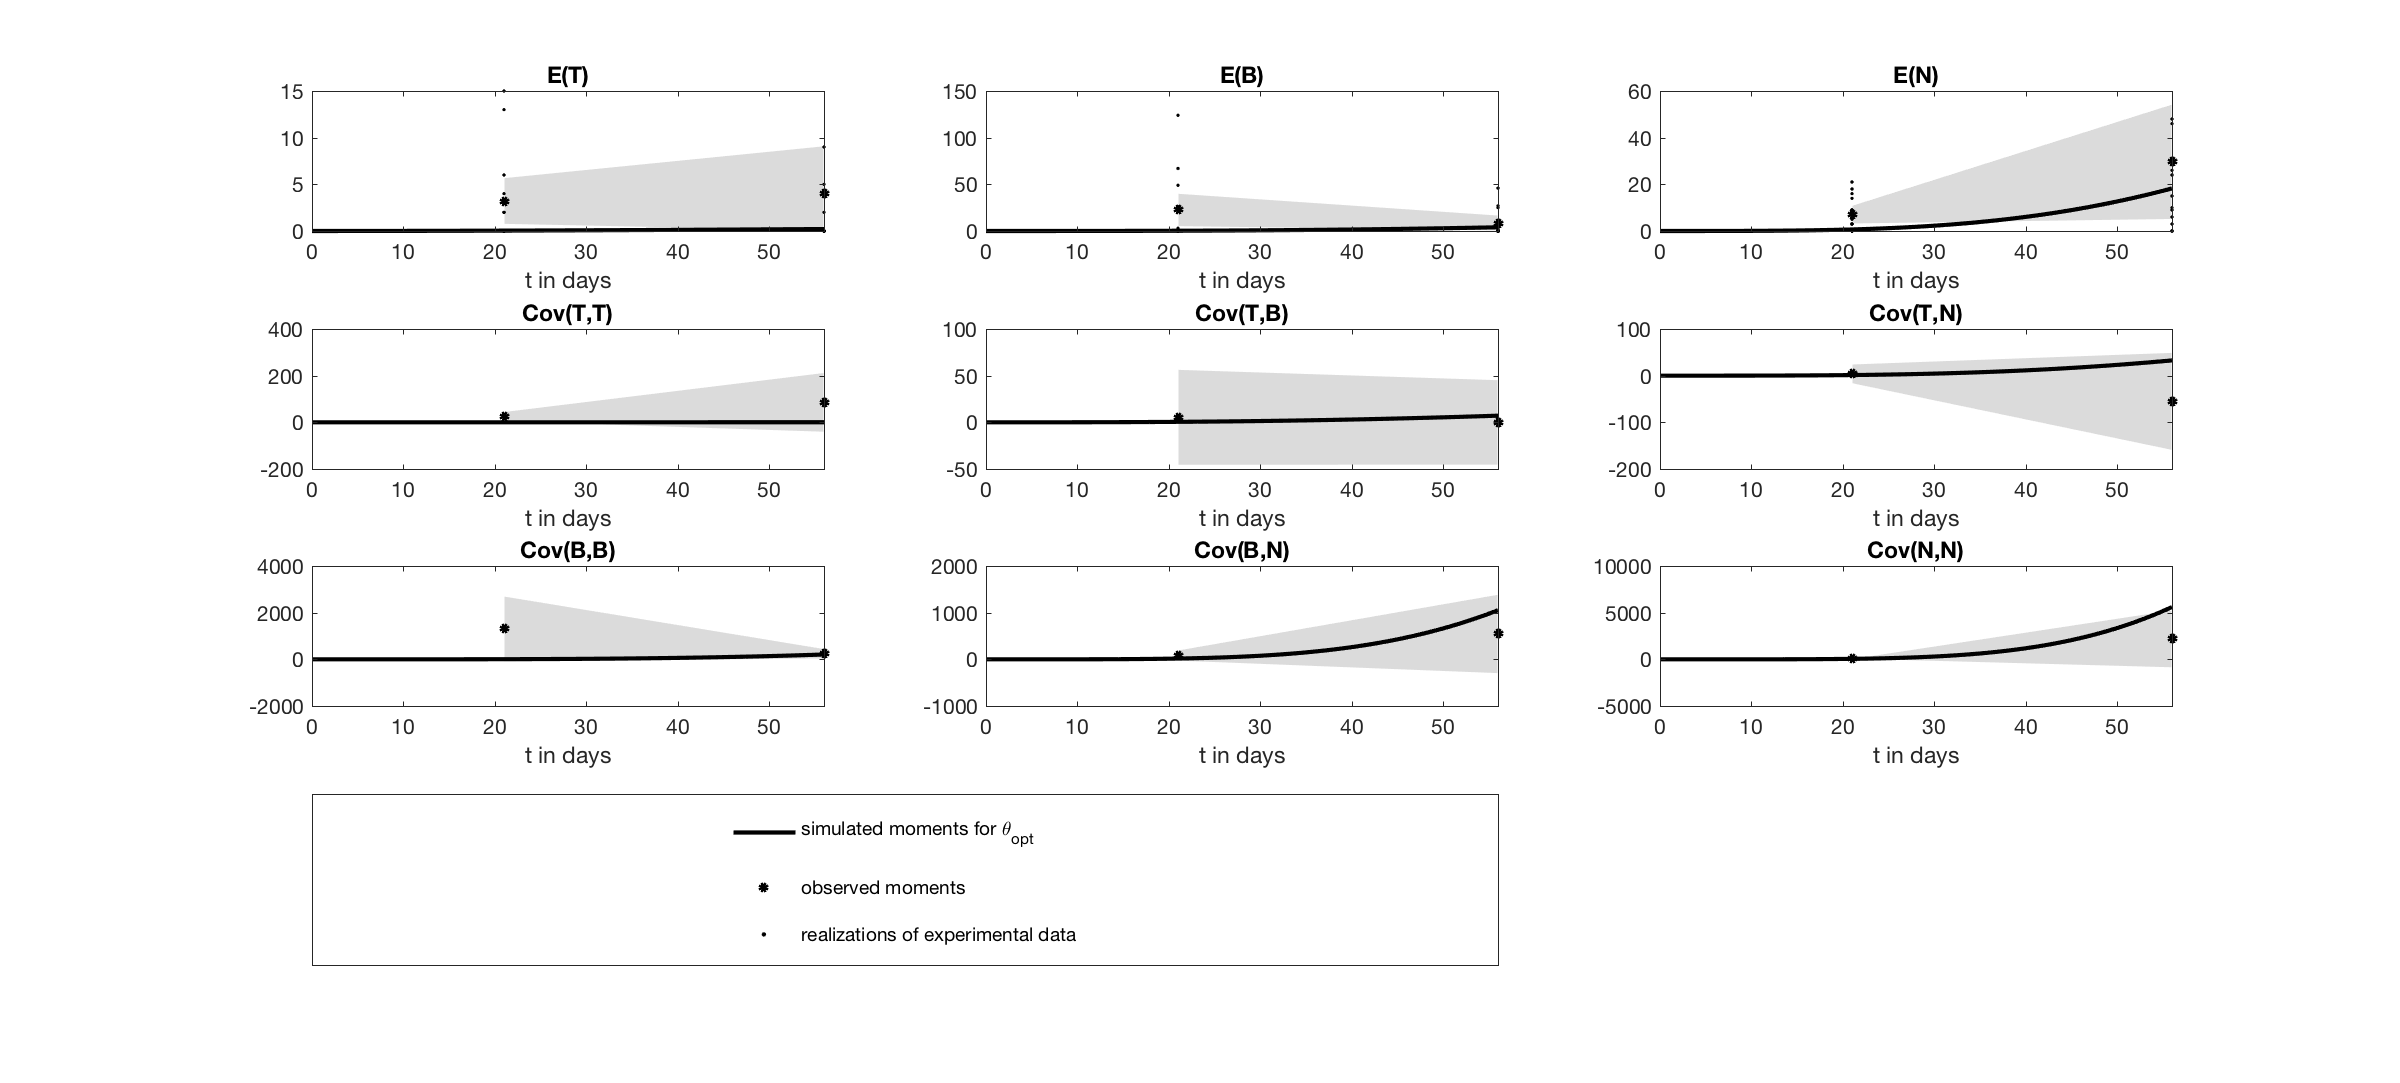 E(T) E(B) E(N)
15 150 60
10 100 40
5 50 20
0 0 0
0 10 20 30 40 50 0 10 20 30 40 50 0 10 20 30 40 50
t in days t in days t in days
Cov(T,T) Cov(T,B) Cov(T,N)
400 100 100
200 50 0
0 0 -100
-200 -50 -200
0 10 20 30 40 50 0 10 20 30 40 50 0 10 20 30 40 50
t in days t in days t in days
Cov(B,B) Cov(B,N) Cov(N,N)
4000 2000 10000
2000 1000 5000
0 0 0
-2000 -1000 -5000
0 10 20 30 40 50 0 10 20 30 40 50 0 10 20 30 40 50
t in days t in days t in days
simulated moments for θopt
observed moments
realizations of experimental data